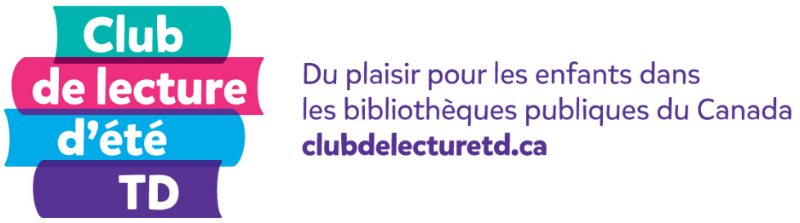 Club
de lecture
d'été
TD
Du plaisir pour les enfants dans
les bibliothèques publiques du Canada
clubdelecturetd.ca